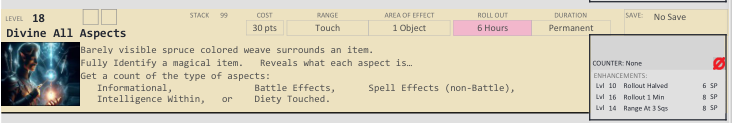 LEVEL 18
STACK 99
COST
30 pts
RANGE
Touch
AREA OF EFFECT
1 Object
ROLL OUT
6 Hours
DURATION
Permanent
SAVE: No Save
Divine All Aspects
Barely visible spruce colored weave surrounds an item.
Fully Identify a magical item. Reveals what each aspect is…
Get a count of the type of aspects:
Informational, Battle Effects, Spell Effects (non-Battle),
Intelligence Within, or Diety Touched.
COUNTER: None
ENHANCEMENTS:
Lvl 10 Rollout Halved 6 SP
Lvl 16 Rollout 1 Min 8 SP
Lvl 14 Range At 3 Sqs 8 SP